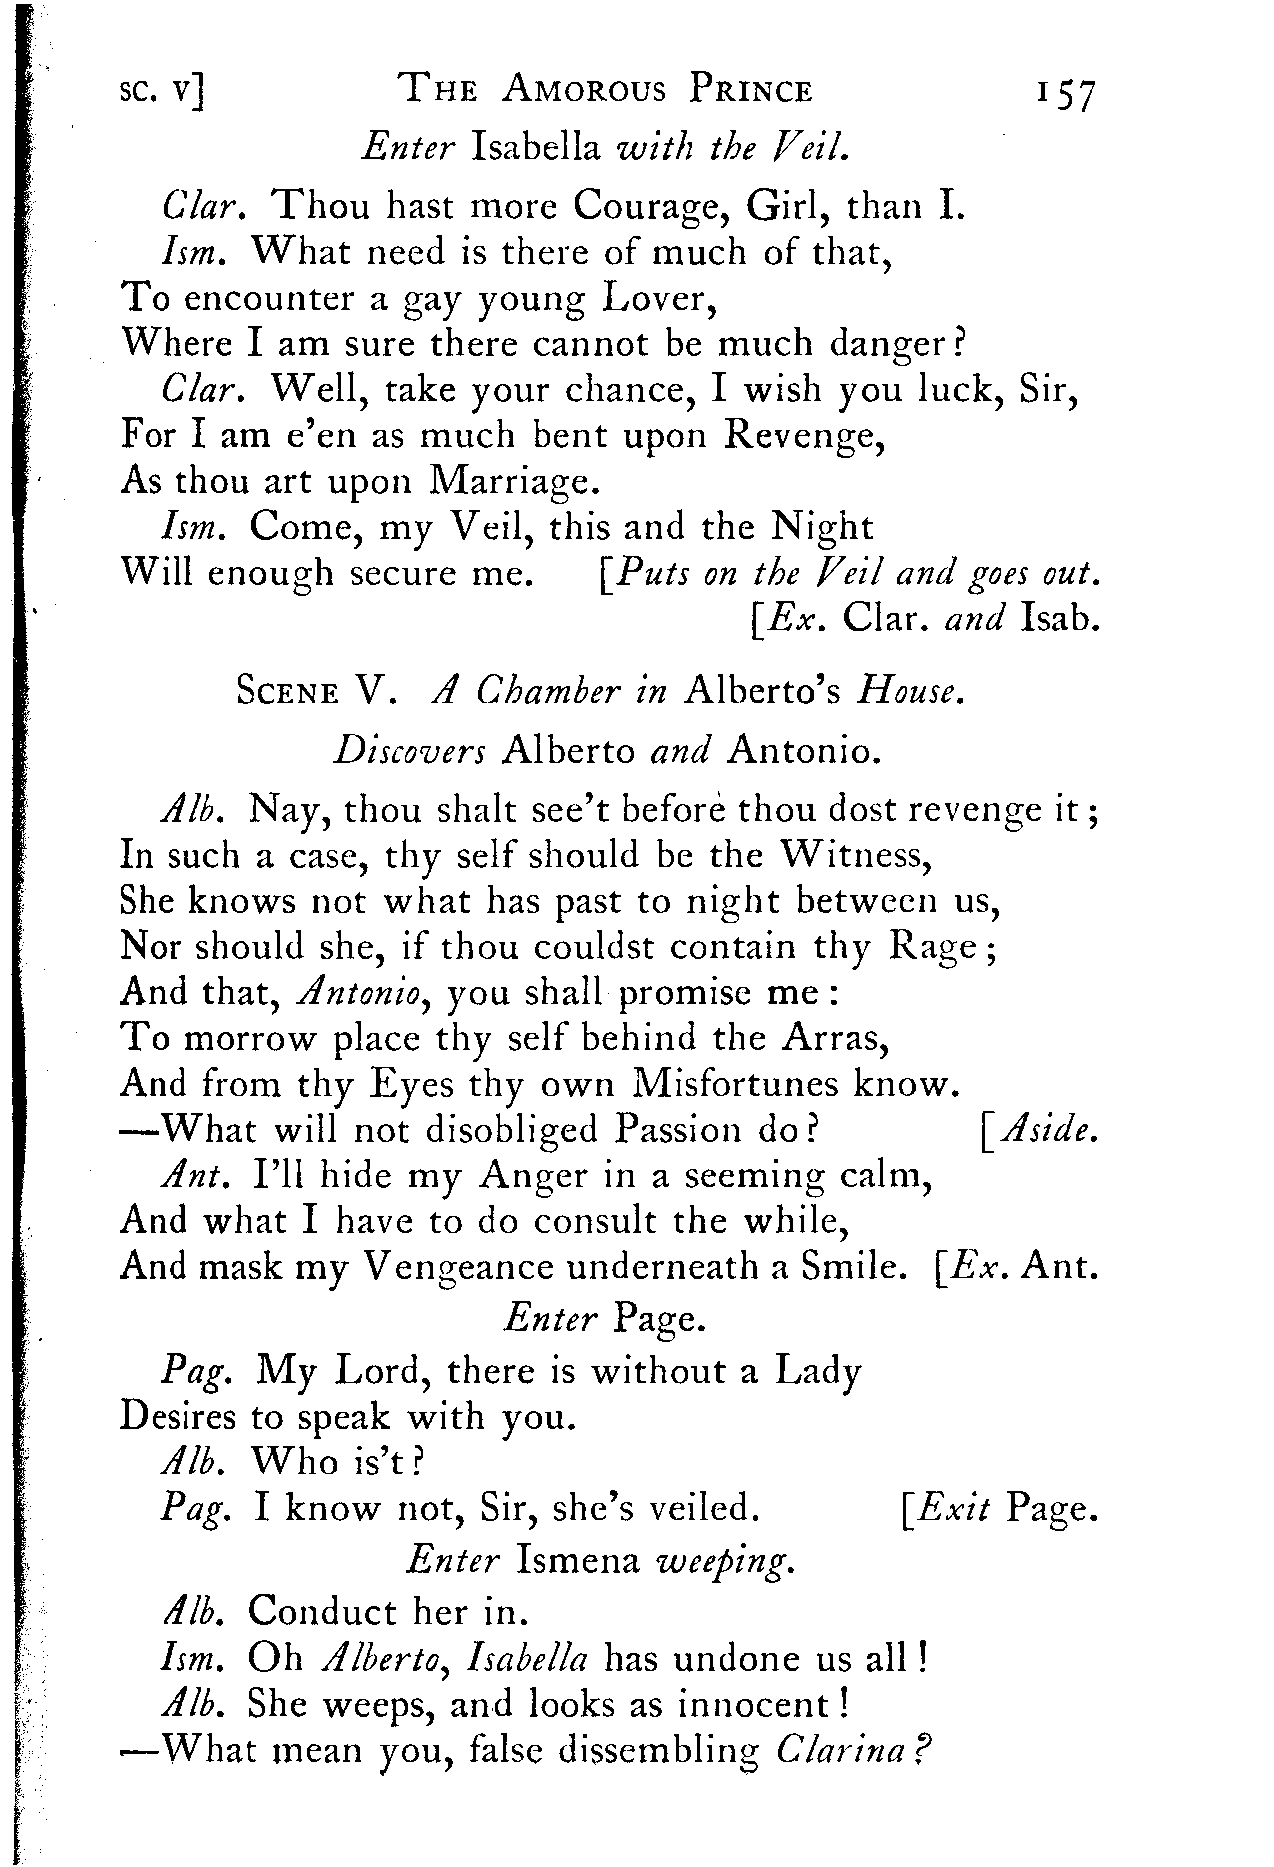 SC. V] THE AMOROUS PRINCE 157
Enter Isabella with the Veil.
Clar. Thou hast more Courage, Girl, than I.
Ism. What need is there of much of that,
To encounter a gay young Lover,
Where I am sure there cannot be much danger?
Clar. Well, take your chance, I wish you luck, Sir,
For I am e'en as much bent upon Revenge,
As thou art upon Marriage.
Ism. Come, my Veil, this and the Night
Will enough secure me. [Puts on the Veil and goes out.
[Ex. Clar. and Isab.
SCENE V. A Chamber in Alberto's House.
Discovers Alberto and Antonio.
Alb. Nay, thou shalt see't before thou dost revenge it;
In such a case, thy self should be the Witness,
She knows not what has past to night between us,
Nor should she, if thou couldst contain thy Rage;
And that, Antonio, you shall promise me:
To morrow place thy self behind the Arras,
And from thy Eyes thy own Misfortunes know.
—What will not disobliged Passion do? [Aside.
Ant. I'll hide my Anger in a seeming calm,
And what I have to do consult the while,
And mask my Vengeance underneath a Smile. [Ex. Ant.
Enter Page.
Pag. My Lord, there is without a Lady
Desires to speak with you.
Alb. Who is't?
Pag. I know not, Sir, she's veiled. [Exit Page.
Enter Ismena weeping.
Alb. Conduct her in.
Ism. Oh Alberto, Isabella has undone us all!
Alb. She weeps, and looks as innocent!
—What mean you, false dissembling Clarina?